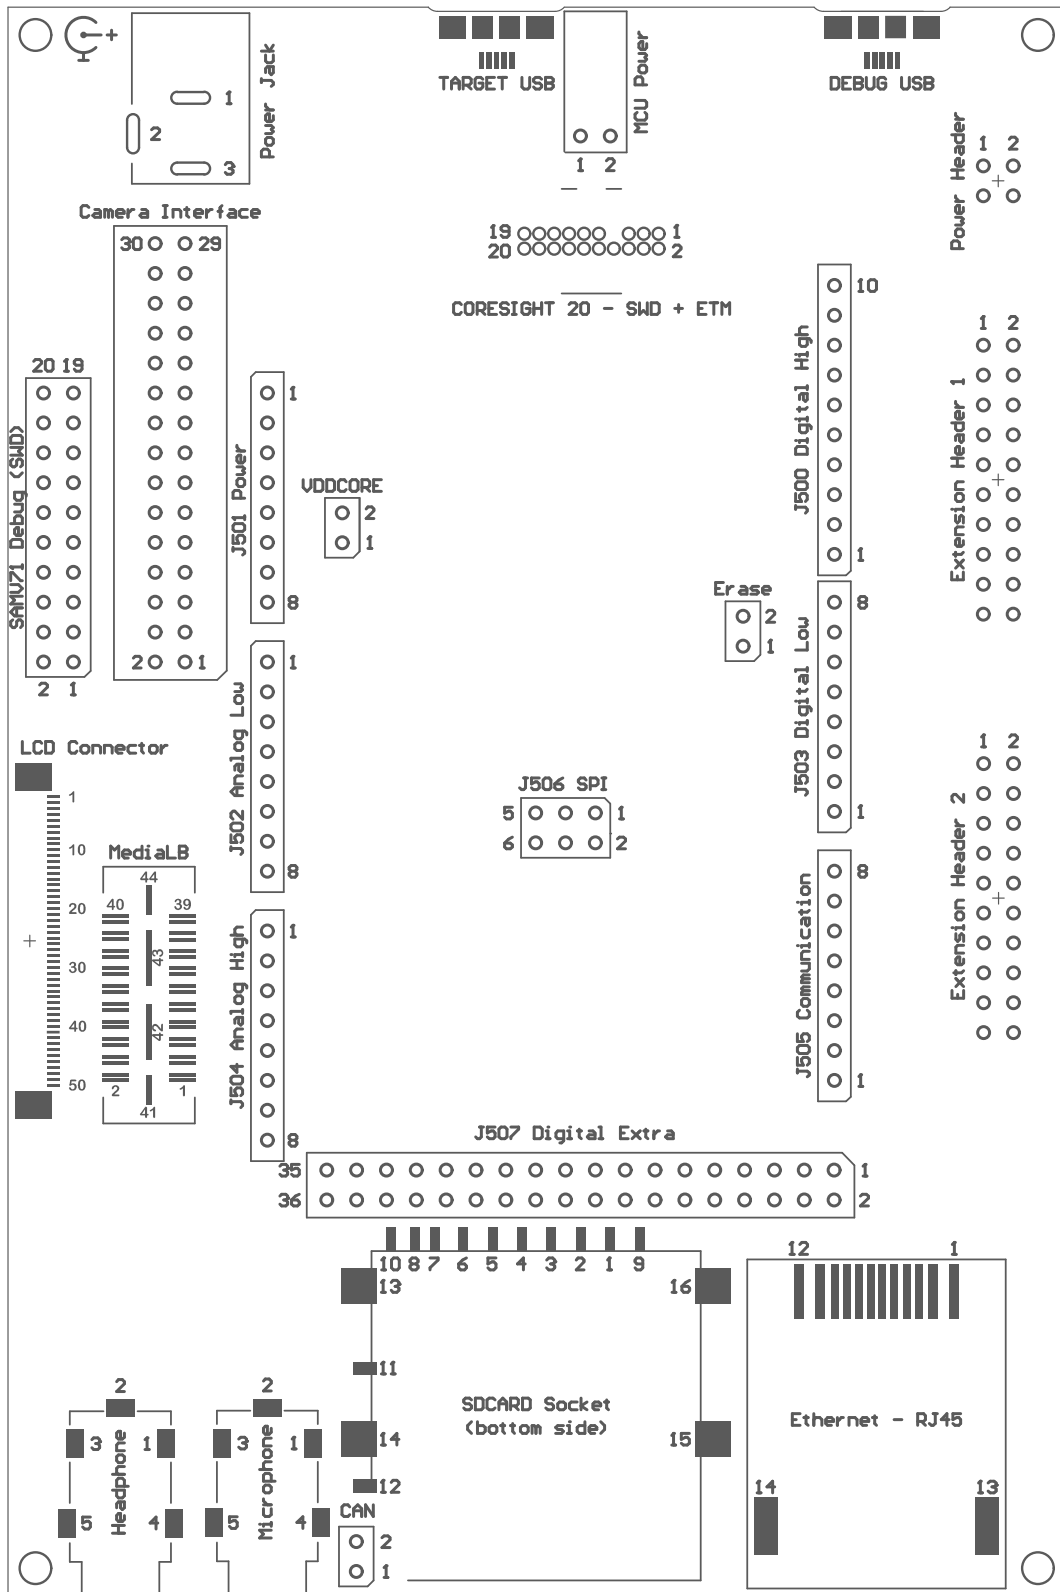 +
Power Jack
1
2
3
TARGET USB
MCU Power
1 2
DEBUG USB
Power Header
1 2
Camera Interface
30 29
2 1
19 1
20 2
CORESIGHT 20 - SWD + ETM
10
J500 Digital High
1
1 2
Extension Header 1
20 19
SAMV71 Debug (SWD)
2 1
1
J501 Power
8
VDDCORE
2
1
Erase
2
1
8
J503 Digital Low
1
1
J502 Analog Low
8
LCD Connector
1
10
20
30
40
50
MediaLB
44
40 39
43
42
2 1
41
J506 SPI
5 1
6 2
1 2
Extension Header 2
8
J505 Communication
1
1
J504 Analog High
8
J507 Digital Extra
35 1
36 2
10 8 7 6 5 4 3 2 1 9
13 16
11
SDCARD Socket
(bottom side)
14 15
12
12 1
Ethernet - RJ45
14 13
2
3 1
Headphone
5 4
2
3 1
Microphone
5 4
CAN
2
1